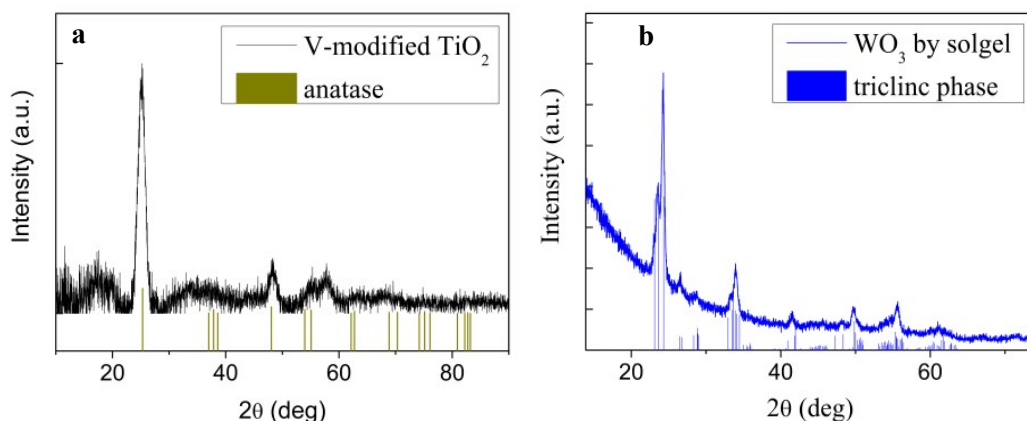 a
V-modified TiO₂
anatase
Intensity (a.u.)
20
40
60
80
2θ (deg)
b
WO₃ by solgel
triclinc phase
Intensity (a.u.)
20
40
60
2θ (deg)